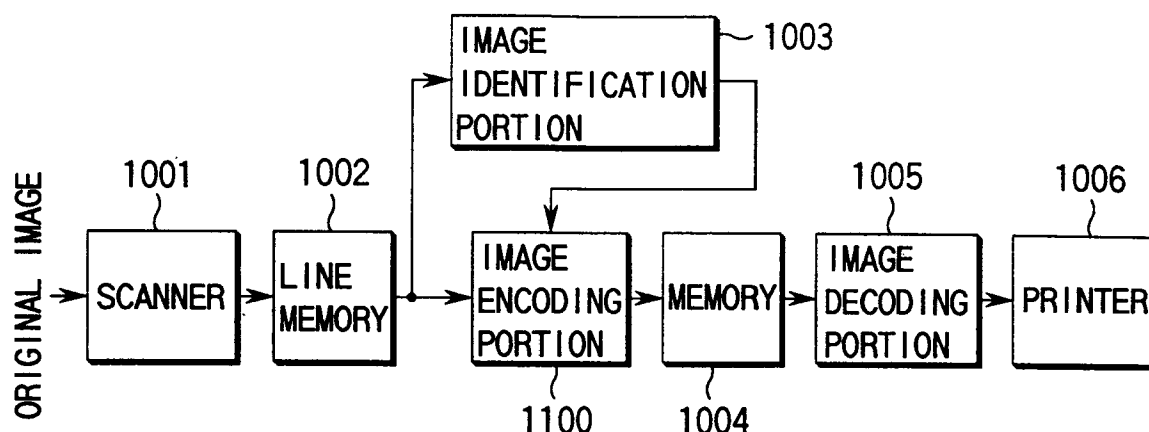 IMAGE
IDENTIFICATION
PORTION
1003
ORIGINAL IMAGE
1001
SCANNER
1002
LINE
MEMORY
IMAGE
ENCODING
PORTION
1100
MEMORY
1004
1005
IMAGE
DECODING
PORTION
1006
PRINTER